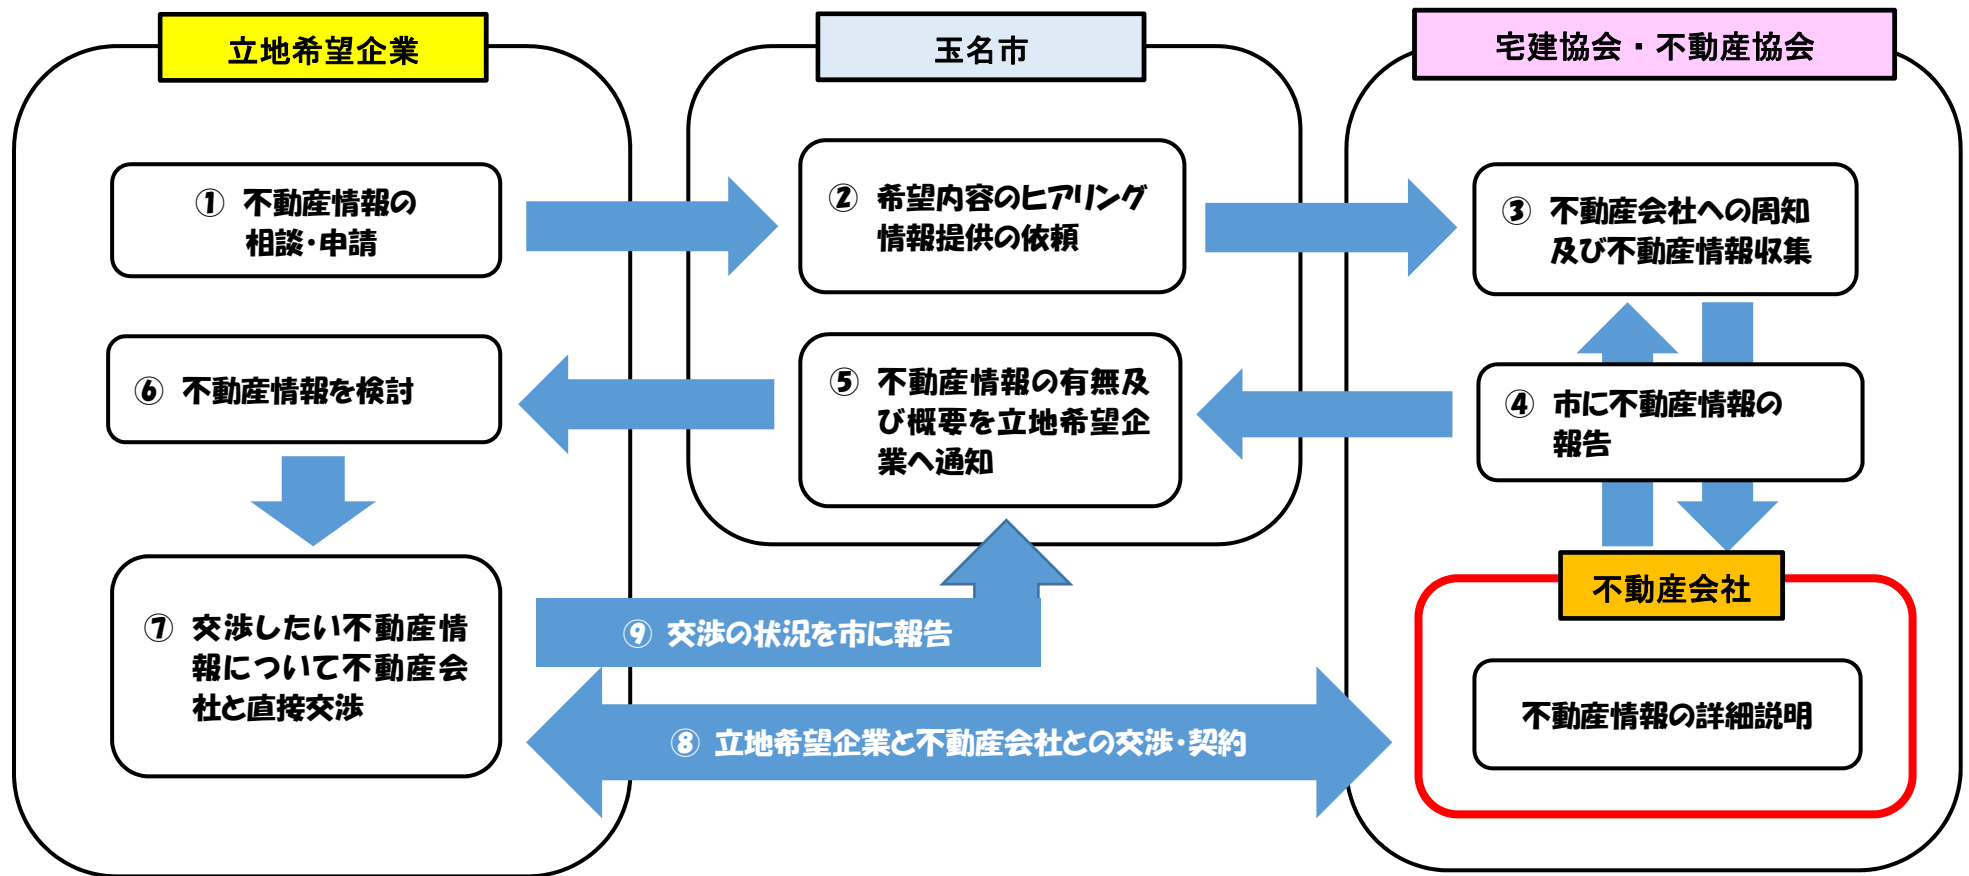 立地希望企業
玉名市
宅建協会・不動産協会
① 不動産情報の
相談・申請
② 希望内容のヒアリング
情報提供の依頼
③ 不動産会社への周知
及び不動産情報収集
⑥ 不動産情報を検討
⑤ 不動産情報の有無及
び概要を立地希望企
業へ通知
④ 市に不動産情報の
報告
⑦ 交渉したい不動産情
報について不動産会
社と直接交渉
⑨ 交渉の状況を市に報告
⑧ 立地希望企業と不動産会社との交渉・契約
不動産会社
不動産情報の詳細説明